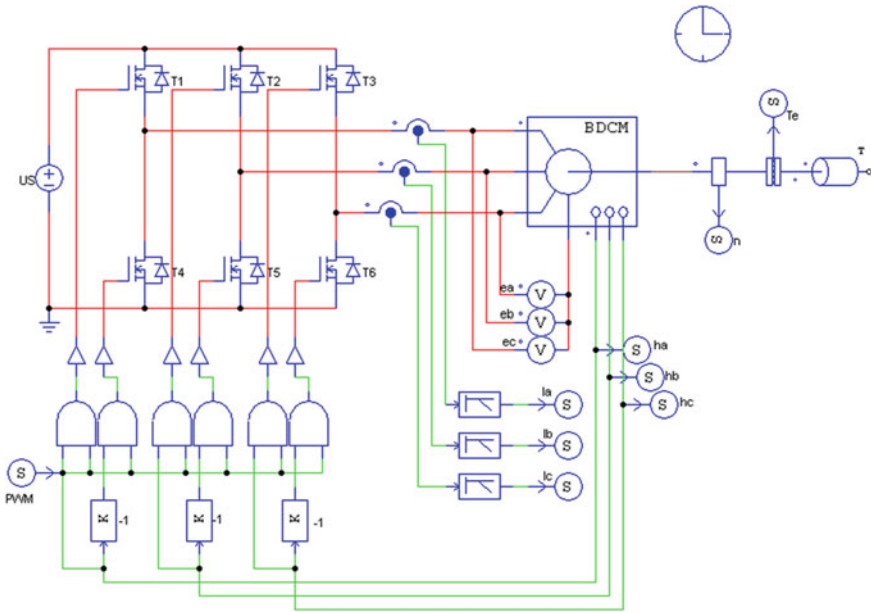 T1
T2
T3
BDCM
S
Te
T
US
S
n
T4
T5
T6
ea
V
eb
V
ec
V
S
ha
S
hb
S
hc
Ia
S
Ib
S
Ic
S
S
PWM
K
-1
K
-1
K
-1